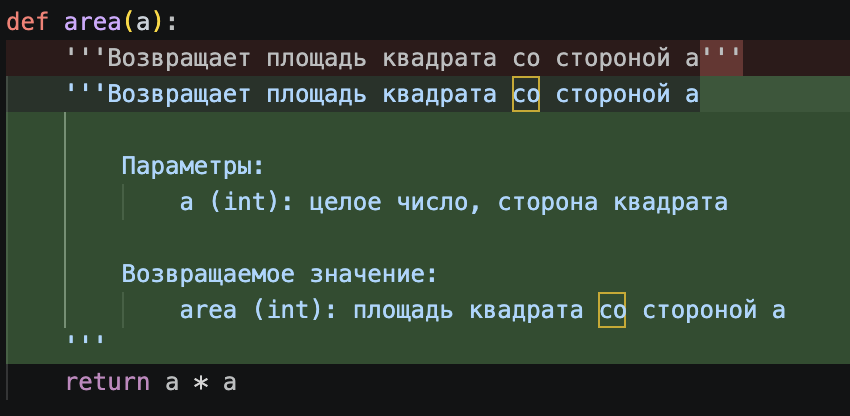 def area(a):
    '''Возвращает площадь квадрата со стороной a'''
    '''Возвращает площадь квадрата со стороной a

        Параметры:
            a (int): целое число, сторона квадрата

        Возвращаемое значение:
            area (int): площадь квадрата со стороной a
    '''
    return a * a